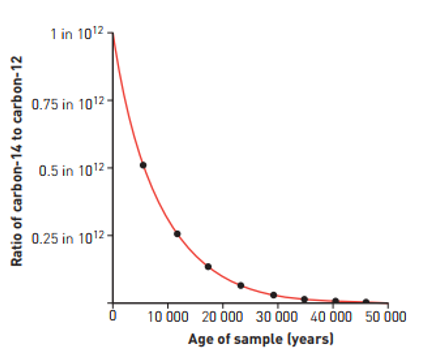 Ratio of carbon-14 to carbon-12
1 in 10¹²
0.75 in 10¹²
0.5 in 10¹²
0.25 in 10¹²
0 10 000 20 000 30 000 40 000 50 000
Age of sample (years)